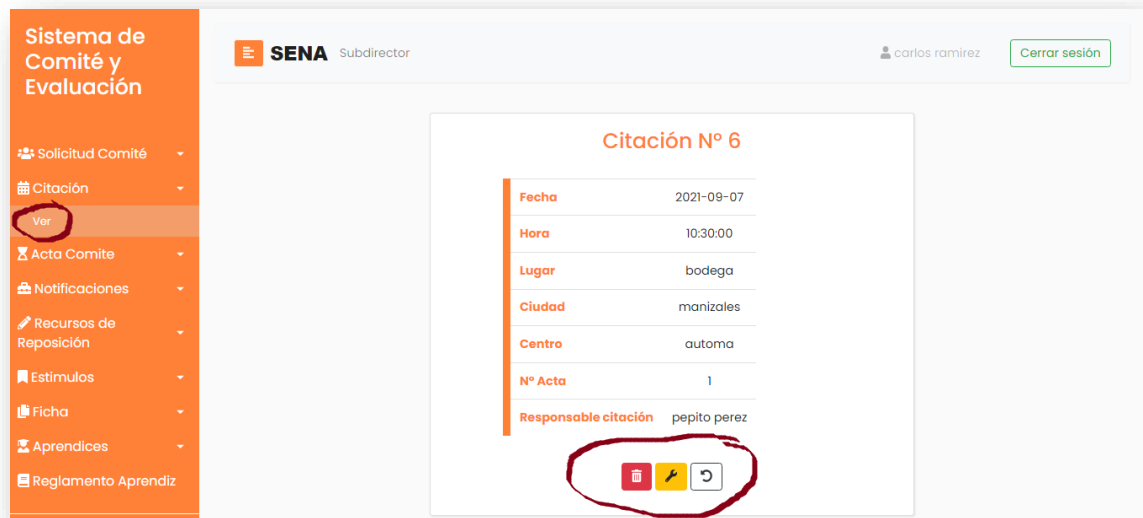 Sistema de
Comité y
Evaluación
SENA Subdirector
carlos ramirez
Cerrar sesión
Solicitud Comité
Citación
Ver
Acta Comite
Notificaciones
Recursos de
Reposición
Estimulos
Ficha
Aprendices
Reglamento Aprendiz
Citación N° 6
Fecha 2021-09-07
Hora 10:30:00
Lugar bodega
Ciudad manizales
Centro automa
N° Acta 1
Responsable citación pepito perez